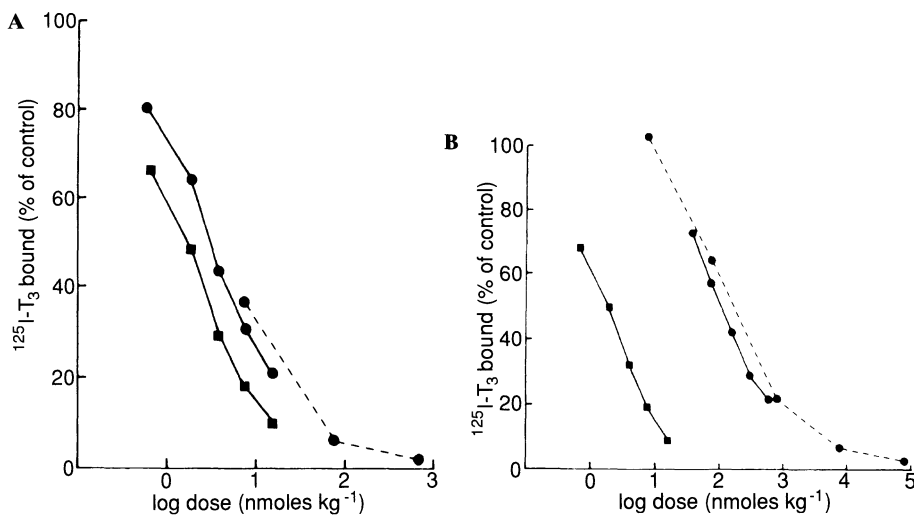 A
100
80
60
40
20
0
¹²⁵I-T₃ bound (% of control)
0 1 2 3
log dose (nmoles kg⁻¹)
B
100
80
60
40
20
0
¹²⁵I-T₃ bound (% of control)
0 1 2 3 4 5
log dose (nmoles kg⁻¹)